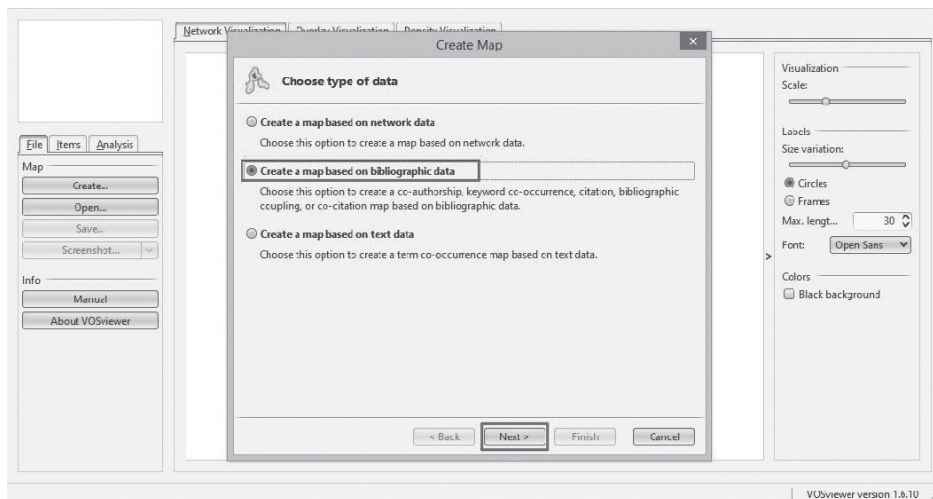 Network Visualization Overlay Visualization Density Visualization
Create Map
Choose type of data
Create a map based on network data
Choose this option to create a map based on network data.
Create a map based on bibliographic data
Choose this option to create a co-authorship, keyword co-occurrence, citation, bibliographic
coupling, or co-citation map based on bibliographic data.
Create a map based on text data
Choose this option to create a term co-occurrence map based on text data.
< Back Next > Finish Cancel
File Items Analysis
Map
Create...
Open...
Save...
Screenshot...
Info
Manual
About VOSviewer
Visualization
Scale:
Labels
Size variation:
Circles
Frames
Max. lengt... 30
Font: Open Sans
>
Colors
Black background
VOSviewer version 1.6.10